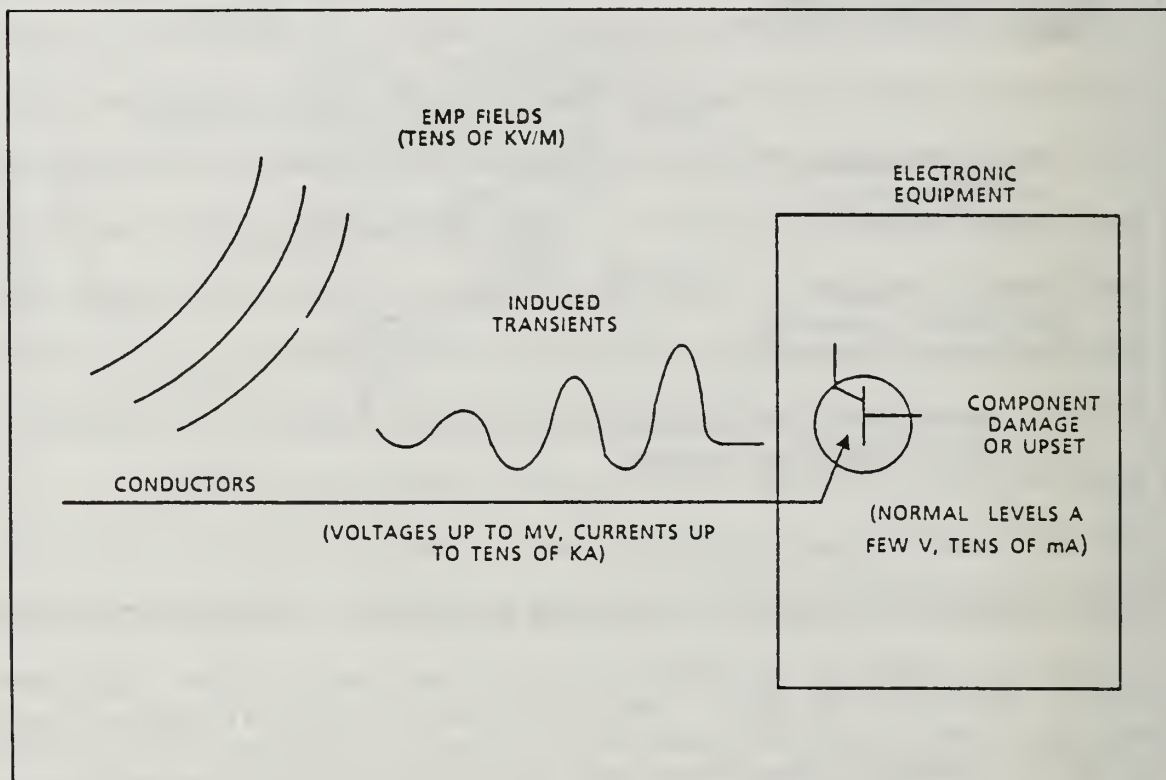 EMP FIELDS
(TENS OF KV/M)
ELECTRONIC
EQUIPMENT
INDUCED
TRANSIENTS
COMPONENT
DAMAGE
OR UPSET
CONDUCTORS
(VOLTAGES UP TO MV, CURRENTS UP
TO TENS OF KA)
(NORMAL LEVELS A
FEW V, TENS OF mA)